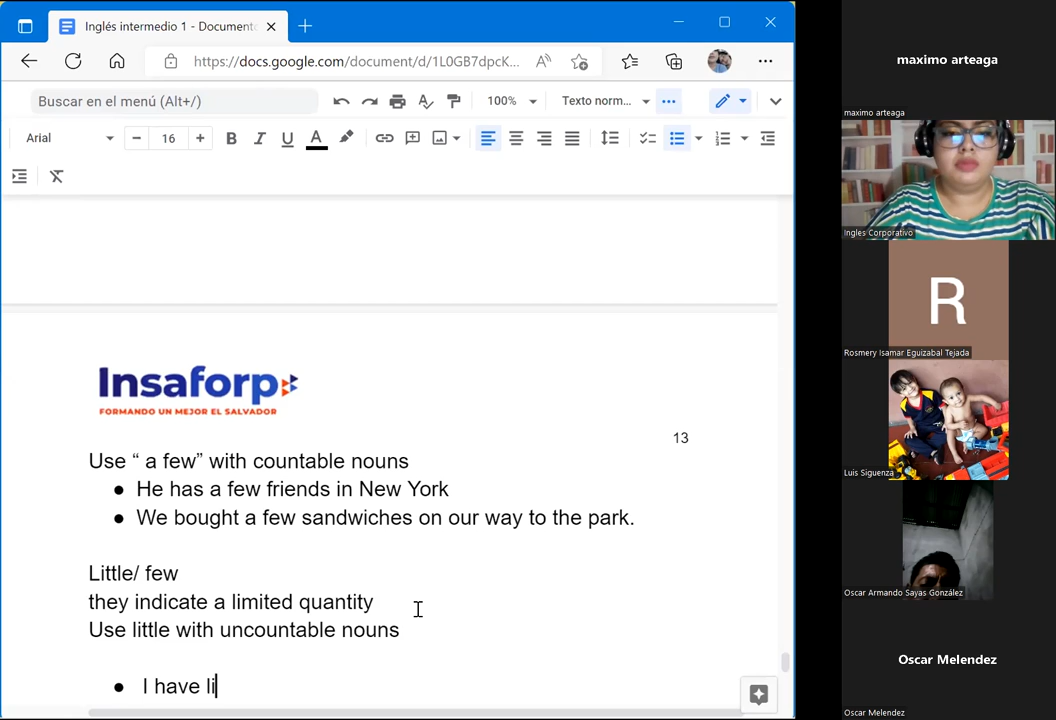 Inglés intermedio 1 - Document
https://docs.google.com/document/d/1L0GB7dpcK...
Buscar en el menú (Alt+/)
100%
Texto norm...
Arial
16
B
I
U
A
Insaforp
FORMANDO UN MEJOR EL SALVADOR
13
Use “ a few” with countable nouns
● He has a few friends in New York
● We bought a few sandwiches on our way to the park.
Little/ few
they indicate a limited quantity
Use little with uncountable nouns
● I have li
maximo arteaga
maximo arteaga
Ingles Corporativo
R
Rosmery Isamar Eguizabal Tejada
Luis Siguenza
Oscar Armando Sayas González
Oscar Melendez
Oscar Melendez